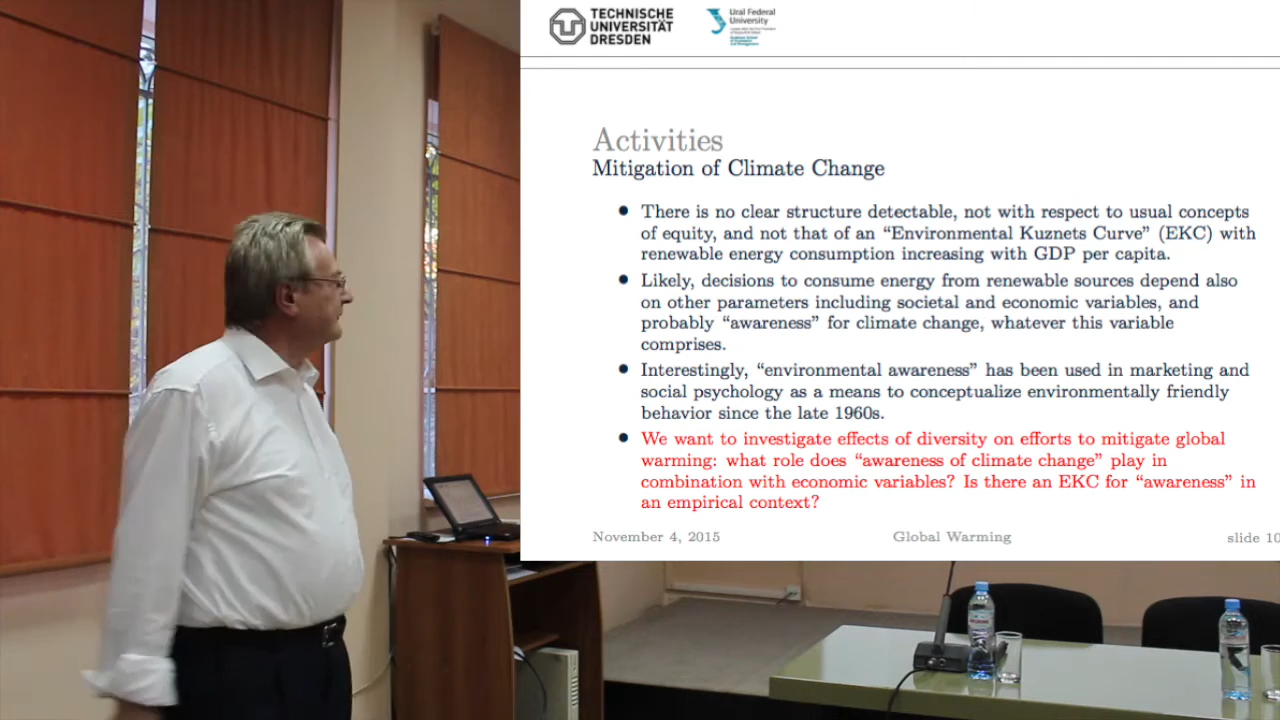 TECHNISCHE
UNIVERSITÄT
DRESDEN
Ural Federal
University
Activities
Mitigation of Climate Change
There is no clear structure detectable, not with respect to usual concepts
of equity, and not that of an “Environmental Kuznets Curve” (EKC) with
renewable energy consumption increasing with GDP per capita.
Likely, decisions to consume energy from renewable sources depend also
on other parameters including societal and economic variables, and
probably “awareness” for climate change, whatever this variable
comprises.
Interestingly, “environmental awareness” has been used in marketing and
social psychology as a means to conceptualize environmentally friendly
behavior since the late 1960s.
We want to investigate effects of diversity on efforts to mitigate global
warming: what role does “awareness of climate change” play in
combination with economic variables? Is there an EKC for “awareness” in
an empirical context?
November 4, 2015 Global Warming slide 10